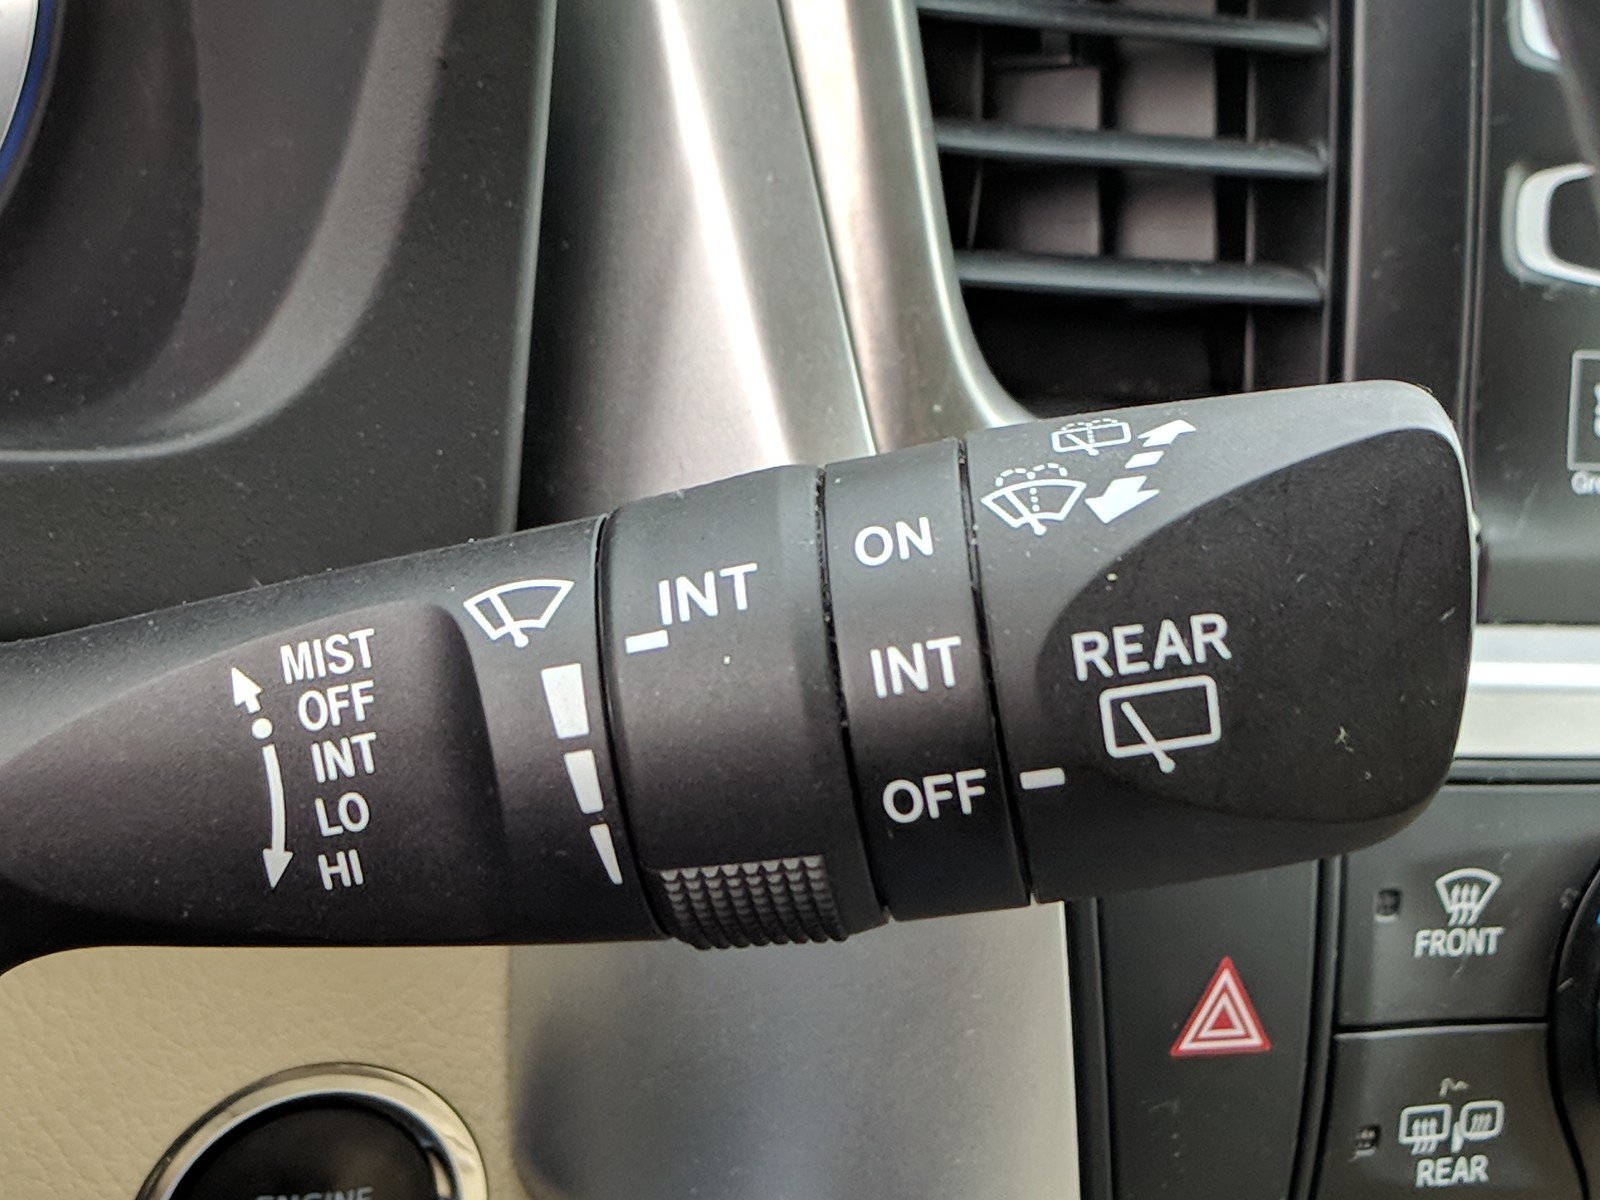 MIST
OFF
INT
LO
HI
INT
ON
INT
OFF
REAR
FRONT
REAR
ENGINE